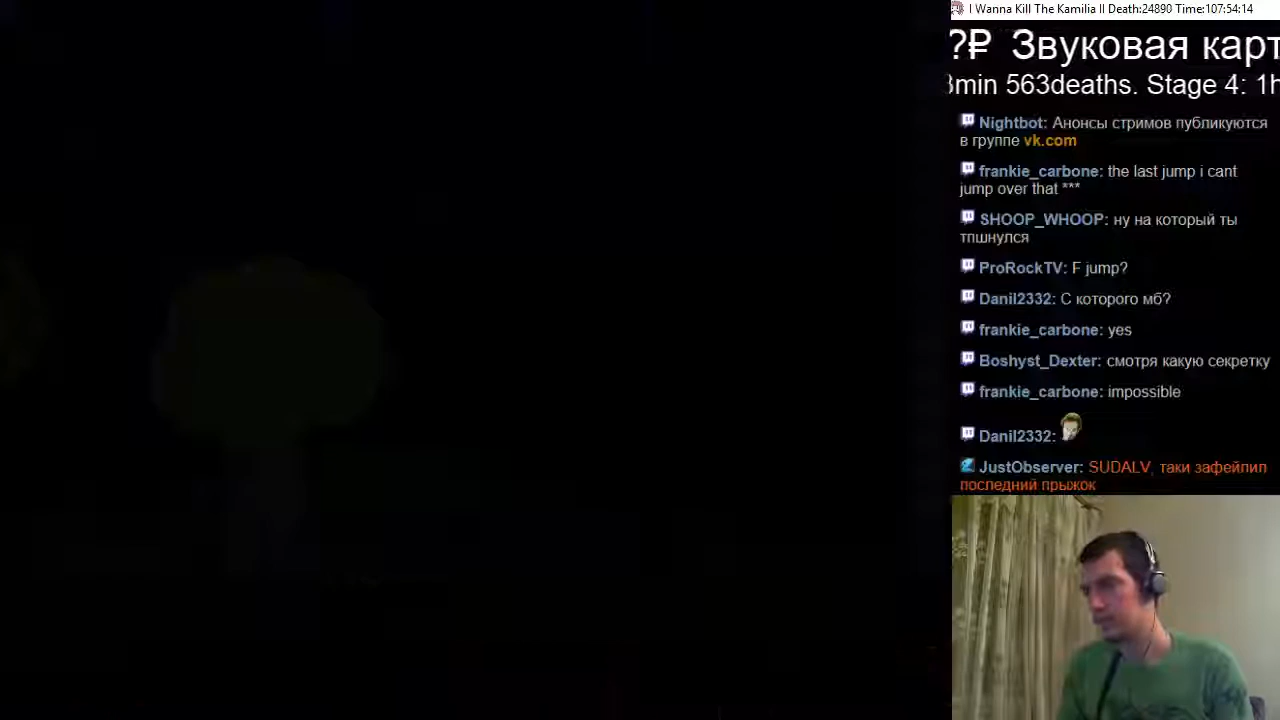 I Wanna Kill The Kamilia II Death:24890 Time:107:54:14
?₽ Звуковая карт
3min 563deaths. Stage 4: 1h
Nightbot: Анонсы стримов публикуются
в группе vk.com
frankie_carbone: the last jump i cant
jump over that ***
SHOOP_WHOOP: ну на который ты
тпшнулся
ProRockTV: F jump?
Danil2332: С которого мб?
frankie_carbone: yes
Boshyst_Dexter: смотря какую секретку
frankie_carbone: impossible
Danil2332:
JustObserver: SUDALV, таки зафейлил
последний прыжок